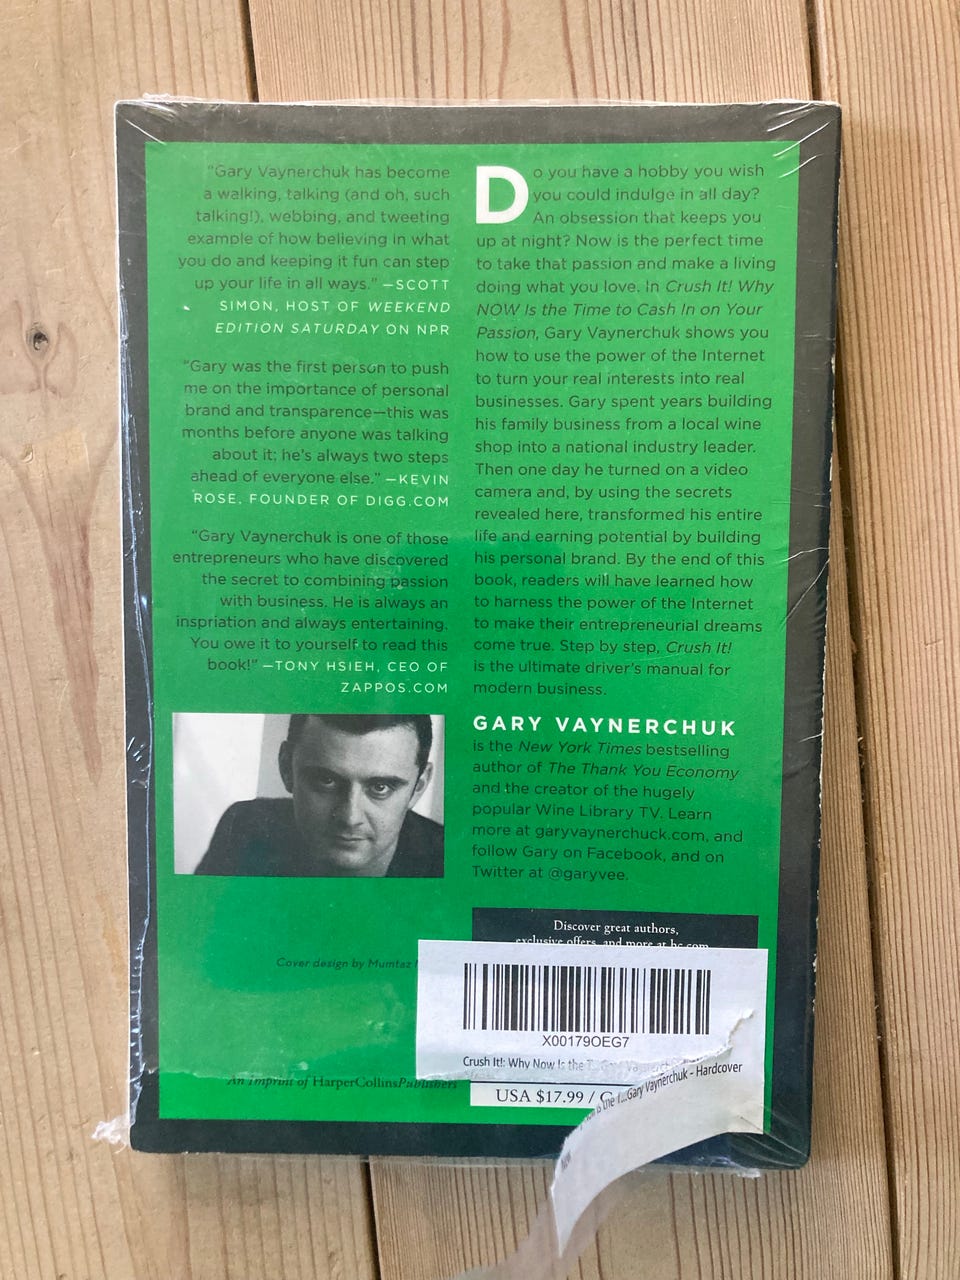 “Gary Vaynerchuk has become
a walking, talking (and oh, such
talking!), webbing, and tweeting
example of how believing in what
you do and keeping it fun can step
up your life in all ways.” —SCOTT
SIMON, HOST OF WEEKEND
EDITION SATURDAY ON NPR
“Gary was the first person to push
me on the importance of personal
brand and transparence—this was
months before anyone was talking
about it; he’s always two steps
ahead of everyone else.” —KEVIN
ROSE, FOUNDER OF DIGG.COM
“Gary Vaynerchuk is one of those
entrepreneurs who have discovered
the secret to combining passion
with business. He is always an
inspriation and always entertaining.
You owe it to yourself to read this
book!” —TONY HSIEH, CEO OF
ZAPPOS.COM
Do you have a hobby you wish
you could indulge in all day?
An obsession that keeps you
up at night? Now is the perfect time
to take that passion and make a living
doing what you love. In Crush It! Why
NOW Is the Time to Cash In on Your
Passion, Gary Vaynerchuk shows you
how to use the power of the Internet
to turn your real interests into real
businesses. Gary spent years building
his family business from a local wine
shop into a national industry leader.
Then one day he turned on a video
camera and, by using the secrets
revealed here, transformed his entire
life and earning potential by building
his personal brand. By the end of this
book, readers will have learned how
to harness the power of the Internet
to make their entrepreneurial dreams
come true. Step by step, Crush It!
is the ultimate driver’s manual for
modern business.
GARY VAYNERCHUK
is the New York Times bestselling
author of The Thank You Economy
and the creator of the hugely
popular Wine Library TV. Learn
more at garyvaynerchuck.com, and
follow Gary on Facebook, and on
Twitter at @garyvee.
Discover great authors,
exclusive offers, and more at hc.com
Cover design by Mumtaz
X00179OEG7
Crush It!: Why Now Is the T...Gary Vaynerch
is the T...Gary Vaynerchuk - Hardcover
New
An Imprint of HarperCollinsPublishers
USA $17.99 /